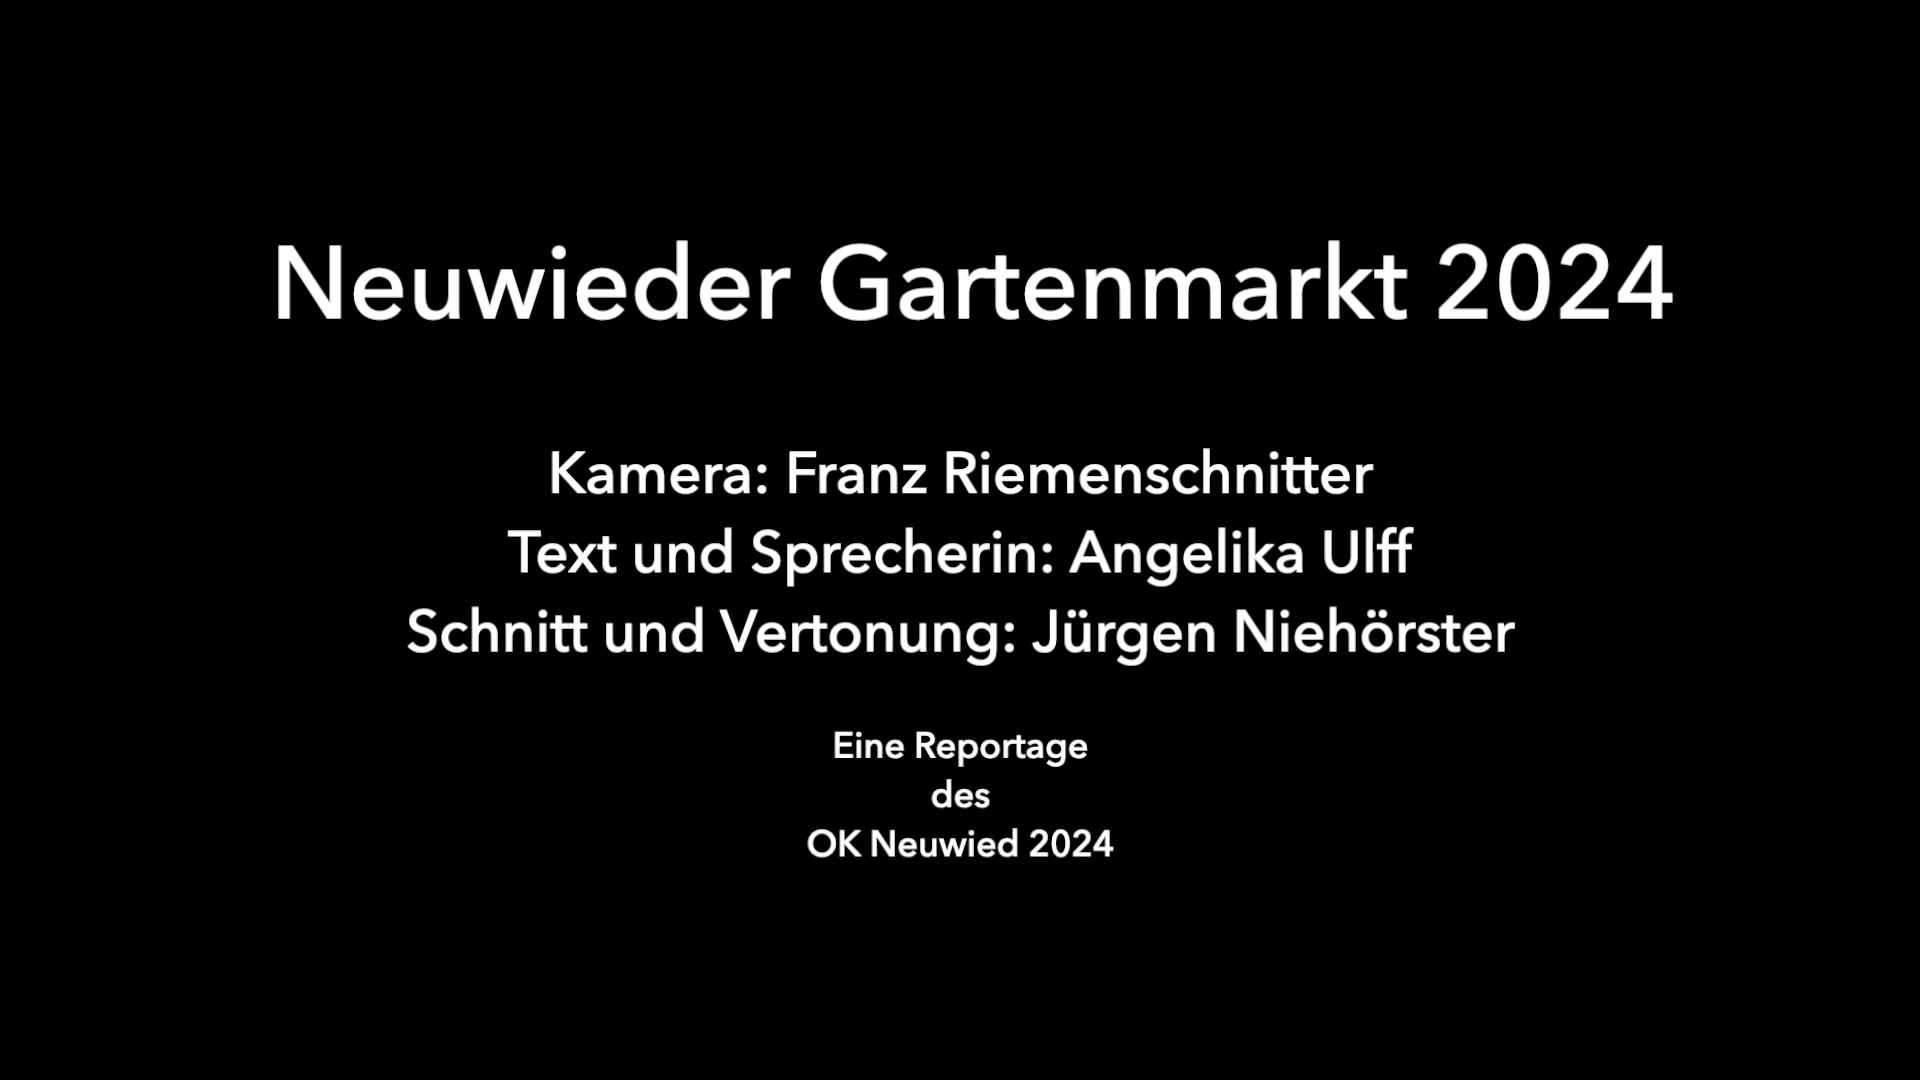 Neuwieder Gartenmarkt 2024
Kamera: Franz Riemenschnitter
Text und Sprecherin: Angelika Ulff
Schnitt und Vertonung: Jürgen Niehörster
Eine Reportage
des
OK Neuwied 2024